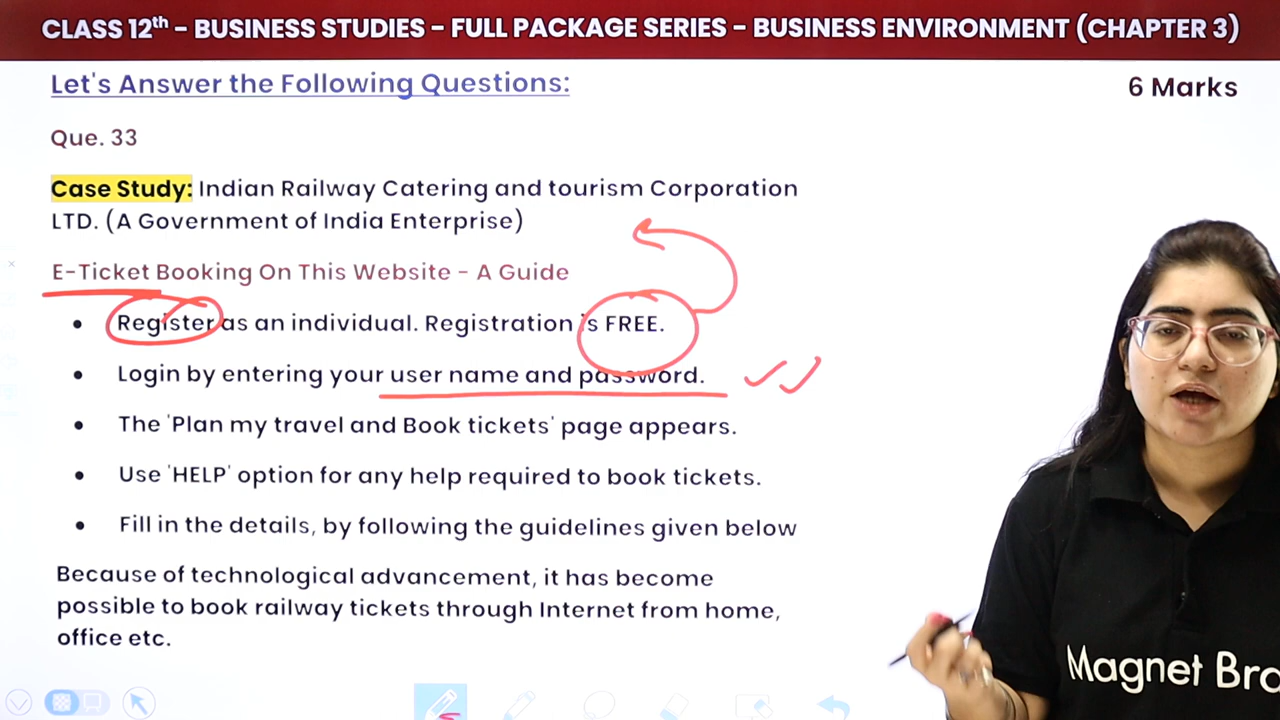 CLASS 12th - BUSINESS STUDIES - FULL PACKAGE SERIES - BUSINESS ENVIRONMENT (CHAPTER 3)
Let's Answer the Following Questions:
6 Marks
Que. 33
Case Study: Indian Railway Catering and tourism Corporation
LTD. (A Government of India Enterprise)
E-Ticket Booking On This Website - A Guide
• Register as an individual. Registration is FREE.
• Login by entering your user name and password.
• The 'Plan my travel and Book tickets' page appears.
• Use 'HELP' option for any help required to book tickets.
• Fill in the details, by following the guidelines given below
Because of technological advancement, it has become
possible to book railway tickets through Internet from home,
office etc.
Magnet Bro